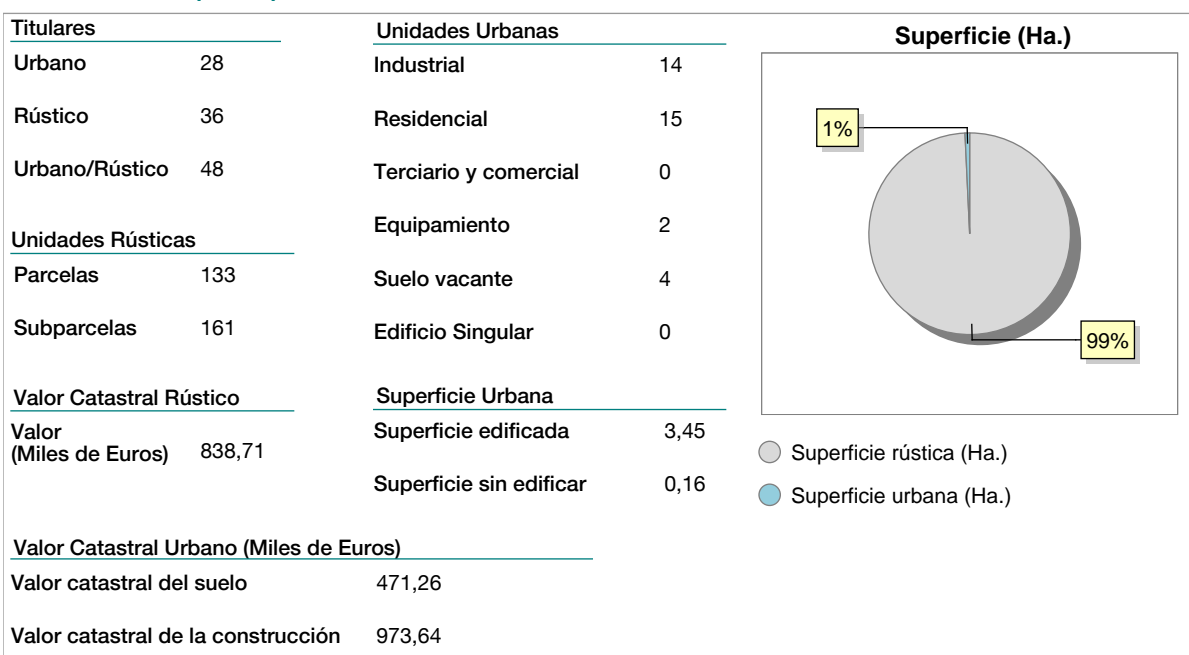 Titulares
Urbano 28
Rústico 36
Urbano/Rústico 48
Unidades Rústicas
Parcelas 133
Subparcelas 161
Valor Catastral Rústico
Valor
(Miles de Euros) 838,71
Unidades Urbanas
Industrial 14
Residencial 15
Terciario y comercial 0
Equipamiento 2
Suelo vacante 4
Edificio Singular 0
Superficie Urbana
Superficie edificada 3,45
Superficie sin edificar 0,16
Valor Catastral Urbano (Miles de Euros)
Valor catastral del suelo 471,26
Valor catastral de la construcción 973,64
Superficie (Ha.)
1%
99%
Superficie rústica (Ha.)
Superficie urbana (Ha.)